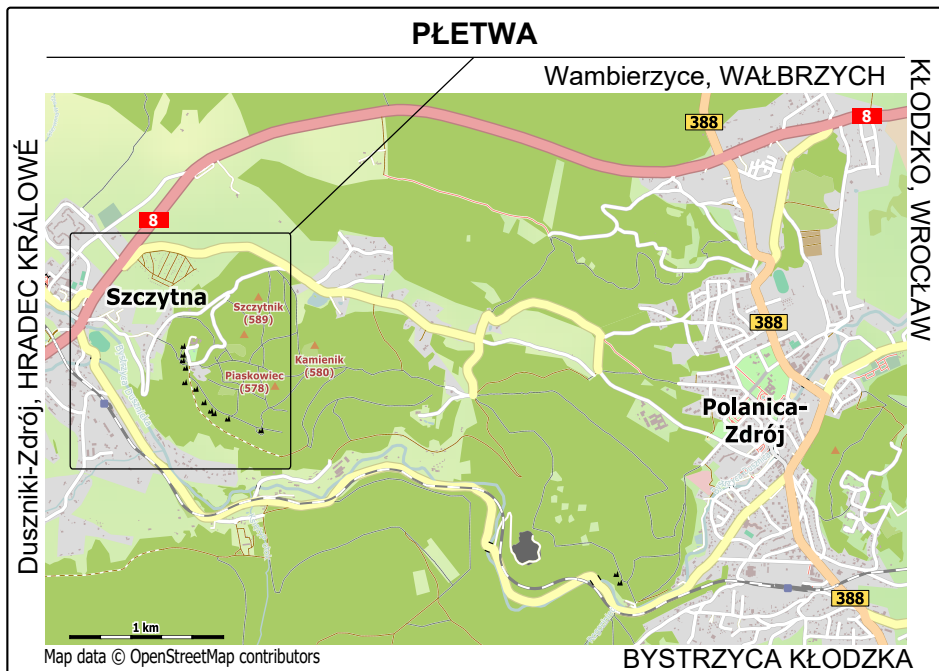 PŁETWA
Wambierzyce, WAŁBRZYCH
KŁODZKO, WROCŁAW
Duszniki-Zdrój, HRADEC KRÁLOWÉ
388
8
8
Szczytna
Szczytnik
(589)
Kamienik
(580)
Piaskowiec
(578)
388
Polanica-
Zdrój
388
1 km
Map data © OpenStreetMap contributors
BYSTRZYCA KŁODZKA